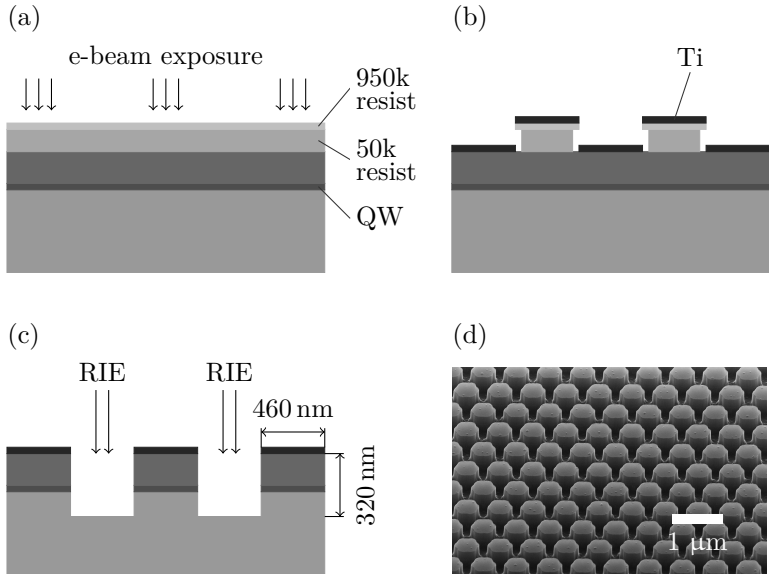 (a)
e-beam exposure
950k
resist
50k
resist
QW
(b)
Ti
(c)
RIE
RIE
460 nm
320 nm
(d)
1 μm